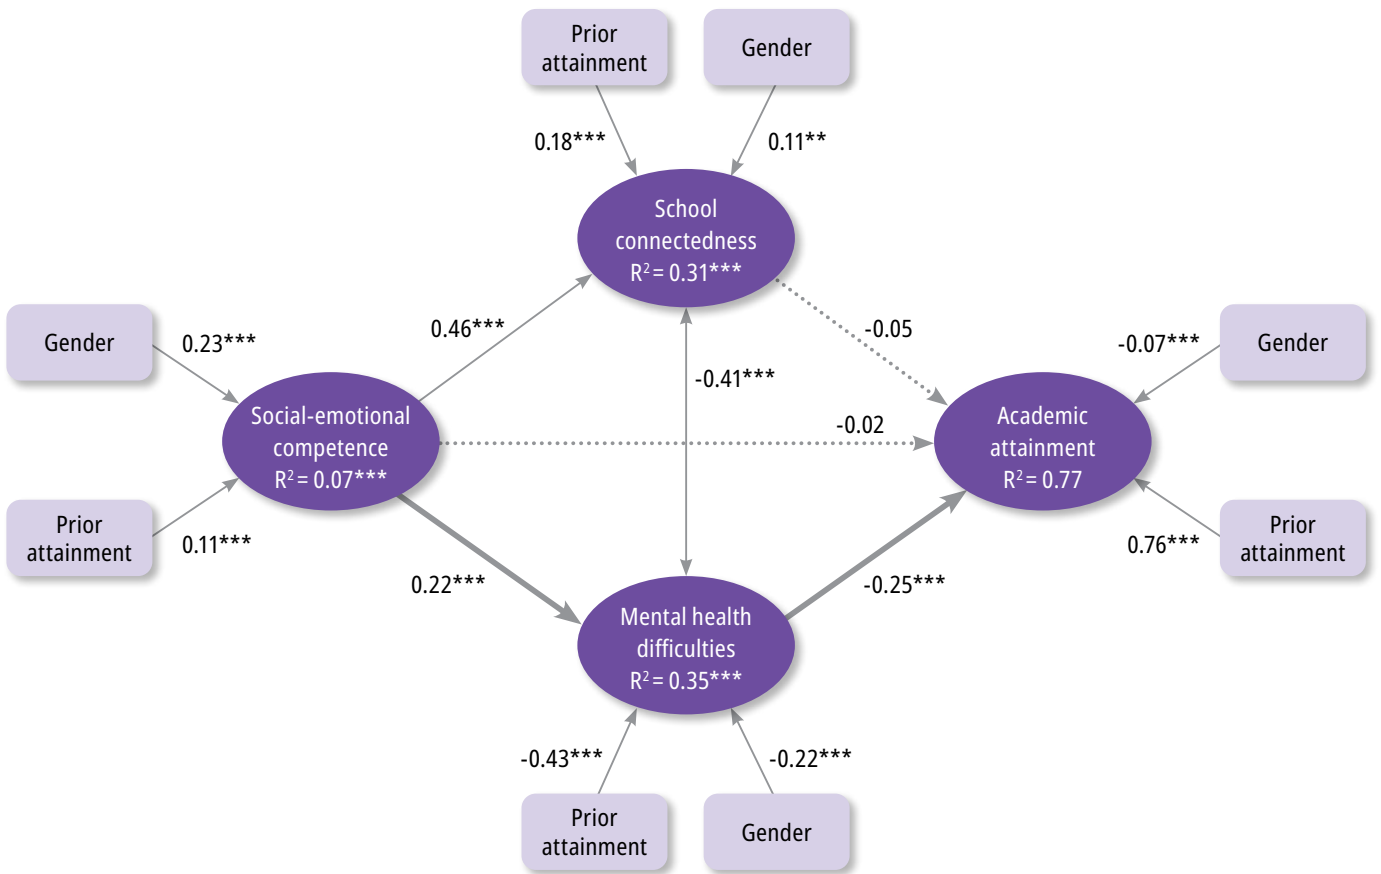 Prior
attainment
Gender
0.18***
0.11**
School
connectedness
R² = 0.31***
Gender
0.23***
0.46***
-0.05
-0.07***
Gender
-0.41***
Social-emotional
competence
R² = 0.07***
-0.02
Academic
attainment
R² = 0.77
Prior
attainment
0.11***
0.22***
-0.25***
0.76***
Prior
attainment
Mental health
difficulties
R² = 0.35***
-0.43***
-0.22***
Prior
attainment
Gender